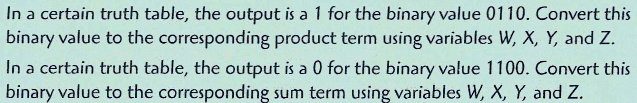 In a certain truth table, the output is a 1 for the binary value 0110. Convert this
binary value to the corresponding product term using variables W, X, Y, and Z.
In a certain truth table, the output is a 0 for the binary value 1100. Convert this
binary value to the corresponding sum term using variables W, X, Y, and Z.